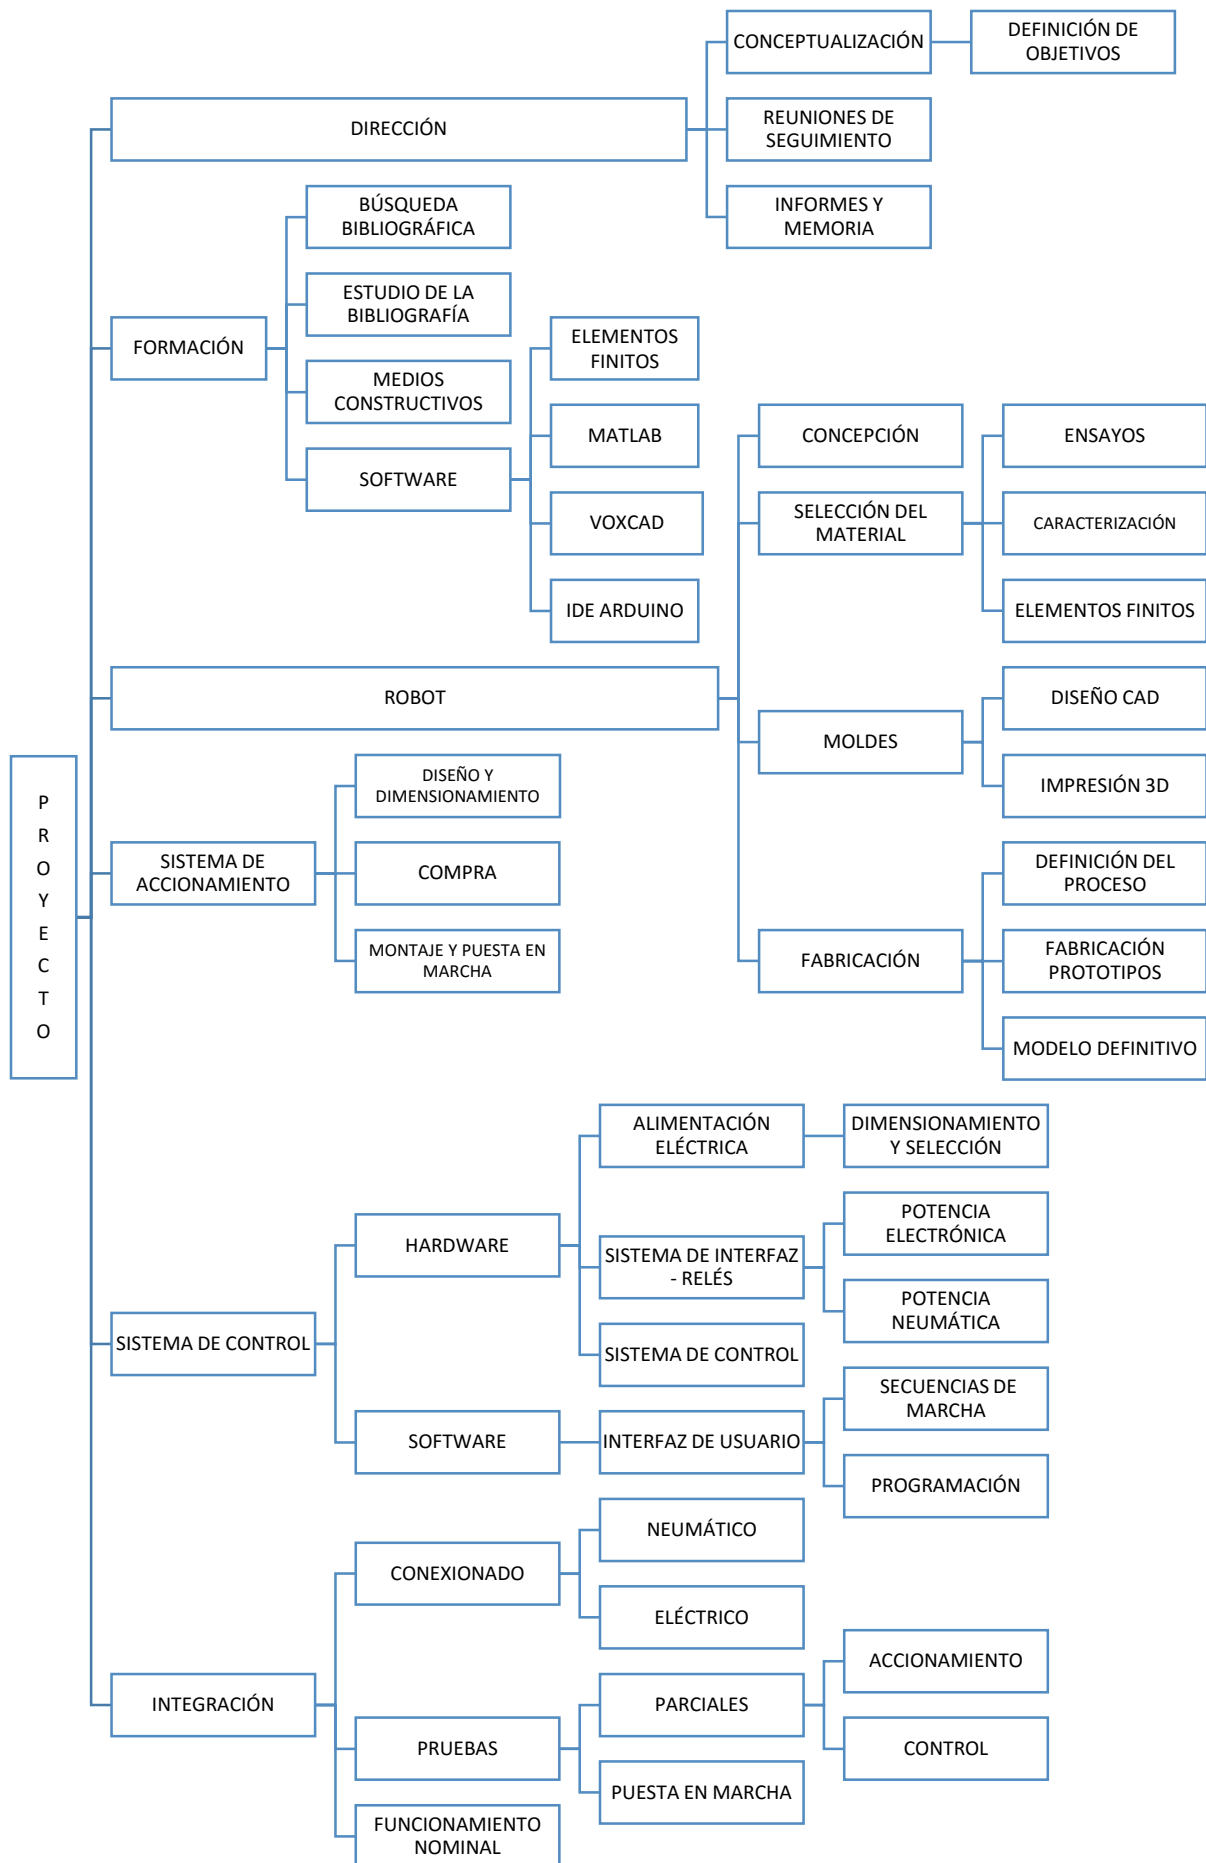 PROYECTO
DIRECCIÓN
CONCEPTUALIZACIÓN
DEFINICIÓN DE
OBJETIVOS
REUNIONES DE
SEGUIMIENTO
INFORMES Y
MEMORIA
FORMACIÓN
BÚSQUEDA
BIBLIOGRÁFICA
ESTUDIO DE LA
BIBLIOGRAFÍA
MEDIOS
CONSTRUCTIVOS
SOFTWARE
ELEMENTOS
FINITOS
MATLAB
VOXCAD
IDE ARDUINO
ROBOT
CONCEPCIÓN
SELECCIÓN DEL
MATERIAL
ENSAYOS
CARACTERIZACIÓN
ELEMENTOS FINITOS
MOLDES
DISEÑO CAD
IMPRESIÓN 3D
FABRICACIÓN
DEFINICIÓN DEL
PROCESO
FABRICACIÓN
PROTOTIPOS
MODELO DEFINITIVO
SISTEMA DE
ACCIONAMIENTO
DISEÑO Y
DIMENSIONAMIENTO
COMPRA
MONTAJE Y PUESTA EN
MARCHA
SISTEMA DE CONTROL
HARDWARE
ALIMENTACIÓN
ELÉCTRICA
DIMENSIONAMIENTO
Y SELECCIÓN
SISTEMA DE INTERFAZ
- RELÉS
POTENCIA
ELECTRÓNICA
POTENCIA
NEUMÁTICA
SISTEMA DE CONTROL
SOFTWARE
INTERFAZ DE USUARIO
SECUENCIAS DE
MARCHA
PROGRAMACIÓN
INTEGRACIÓN
CONEXIONADO
NEUMÁTICO
ELÉCTRICO
PRUEBAS
PARCIALES
ACCIONAMIENTO
CONTROL
PUESTA EN MARCHA
FUNCIONAMIENTO
NOMINAL